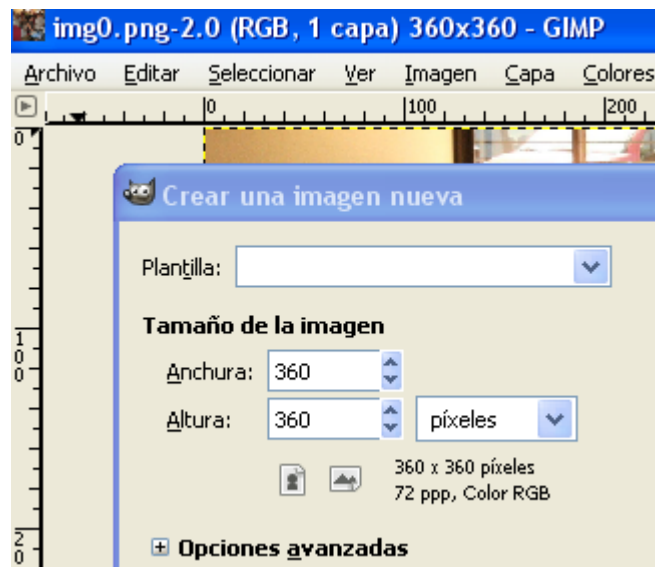 img0.png-2.0 (RGB, 1 capa) 360x360 - GIMP
Archivo Editar Seleccionar Ver Imagen Capa Colores
0 100 200
0
Crear una imagen nueva
Plantilla:
Tamaño de la imagen
100
Anchura: 360
Altura: 360 píxeles
360 x 360 píxeles
72 ppp, Color RGB
20
Opciones avanzadas